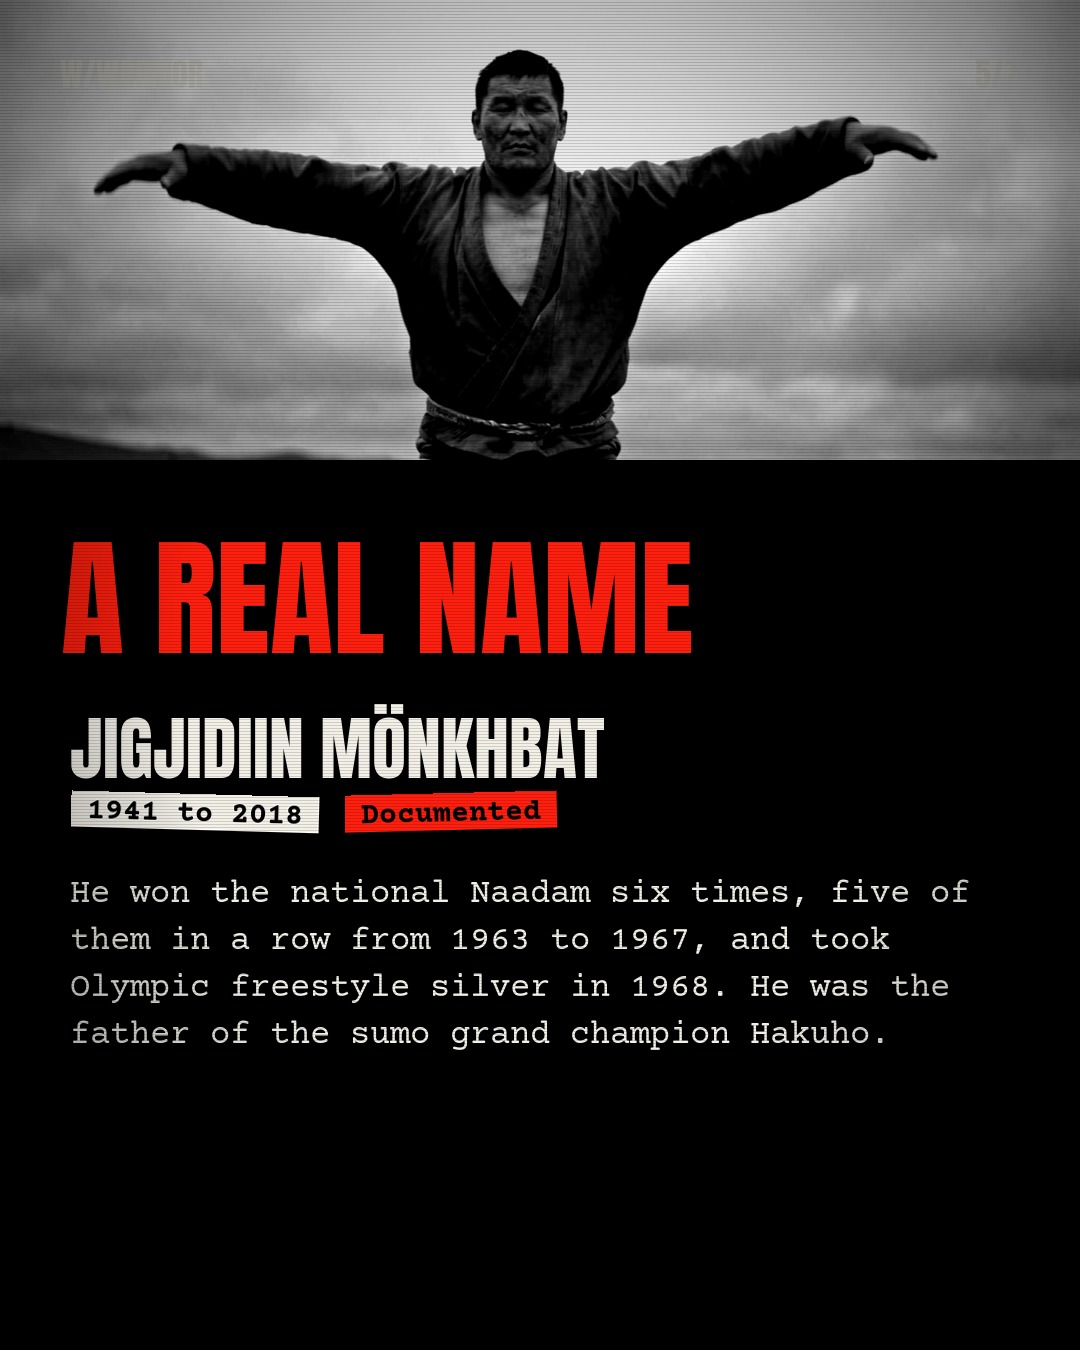 A REAL NAME
JIGJIDIIN MÖNKHBAT
1941 to 2018 Documented
He won the national Naadam six times, five of
them in a row from 1963 to 1967, and took
Olympic freestyle silver in 1968. He was the
father of the sumo grand champion Hakuho.